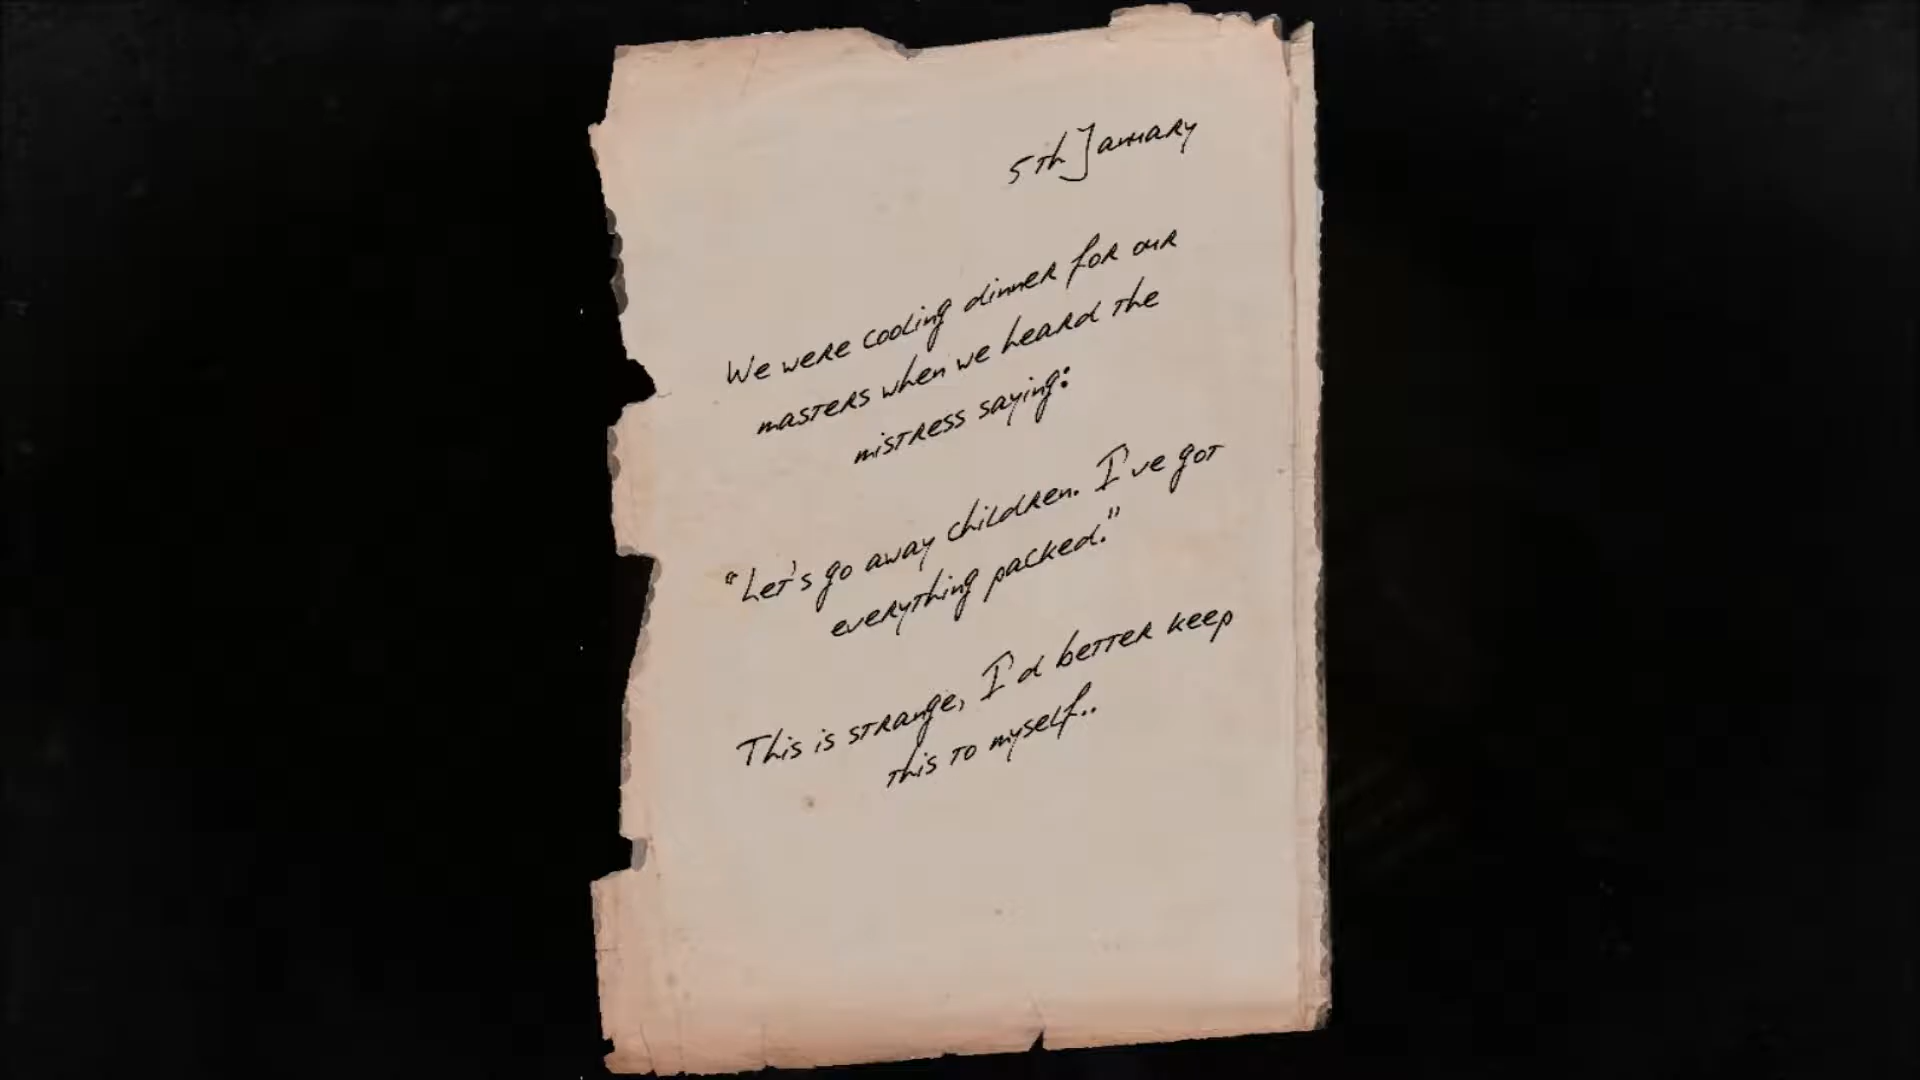 5th January
We were cooking dinner for our
masters when we heard the
mistress saying:
"Let's go away children. I've got
everything packed."
This is strange, I'd better keep
this to myself..